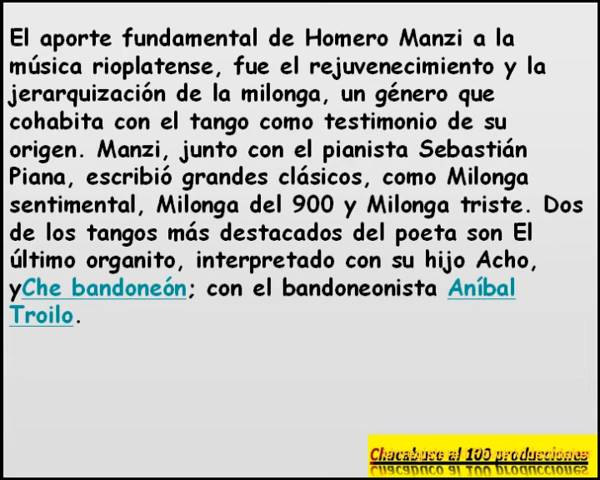 El aporte fundamental de Homero Manzi a la
música rioplatense, fue el rejuvenecimiento y la
jerarquización de la milonga, un género que
cohabita con el tango como testimonio de su
origen. Manzi, junto con el pianista Sebastián
Piana, escribió grandes clásicos, como Milonga
sentimental, Milonga del 900 y Milonga triste. Dos
de los tangos más destacados del poeta son El
último organito, interpretado con su hijo Acho,
yChe bandoneón; con el bandoneonista Aníbal
Troilo.
Chacabuco al 100 producciones